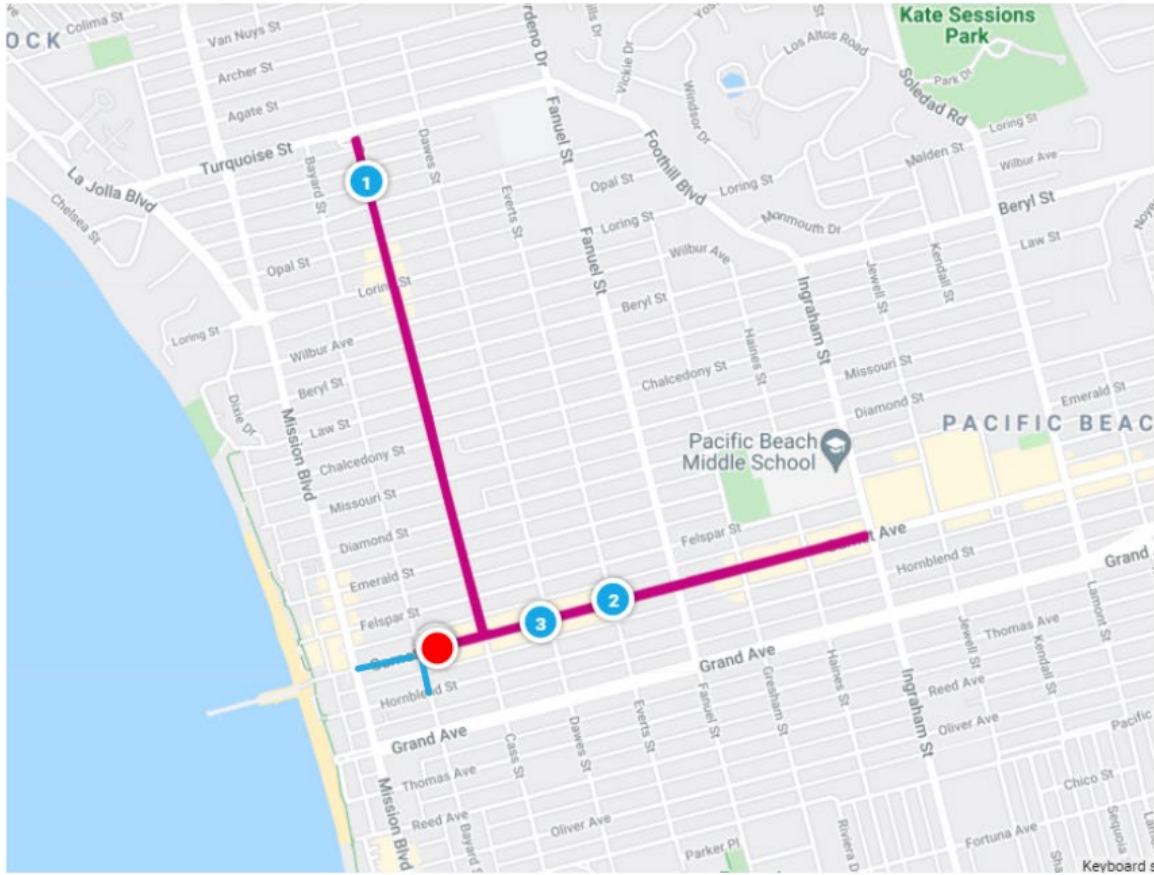 Colima St
OCK
Van Nuys St
Archer St
Agate St
Turquoise St
La Jolla Blvd
Chelsea St
Bayard St
Dawes St
1
rdeno Dr
Vickie Dr
Windsor Dr
Los Altos Road
Kate Sessions
Park
Park Dr
Soledad Rd
Loring St
Malden St
Wilbur Ave
Beryl St
Fanuel St
Foothill Blvd
Opal St
Loring St
Everts St
Loring St
Monmouth Dr
Law St
Noye
Opal St
Loring St
Fanuel St
Wilbur Ave
Jewell St
Kendall St
Ingraham St
Beryl St
Loring St
Wilbur Ave
Haines St
Missouri St
Chalcedony St
Diamond St
Emerald St
Beryl St
Dixie Dr
Law St
Mission Blvd
Chalcedony St
Missouri St
PACIFIC BEAC
Pacific Beach
Middle School
Diamond St
Felspar St
Ave
Hornblend St
Grand A
Emerald St
Felspar St
2
3
Hornblend St
Grand Ave
Grand Ave
Thomas Ave
Jewell St
Kendall St
Lamont St
Haines St
Reed Ave
Ingraham St
Gresham St
Fanuel St
Everts St
Dawes St
Cass St
Oliver Ave
Pacific
Thomas Ave
Mission Blvd
Reed Ave
Bayard St
Oliver Ave
Chico St
Riviera D
Fortuna Ave
Sequoia
Parker Pl
Keyboard s